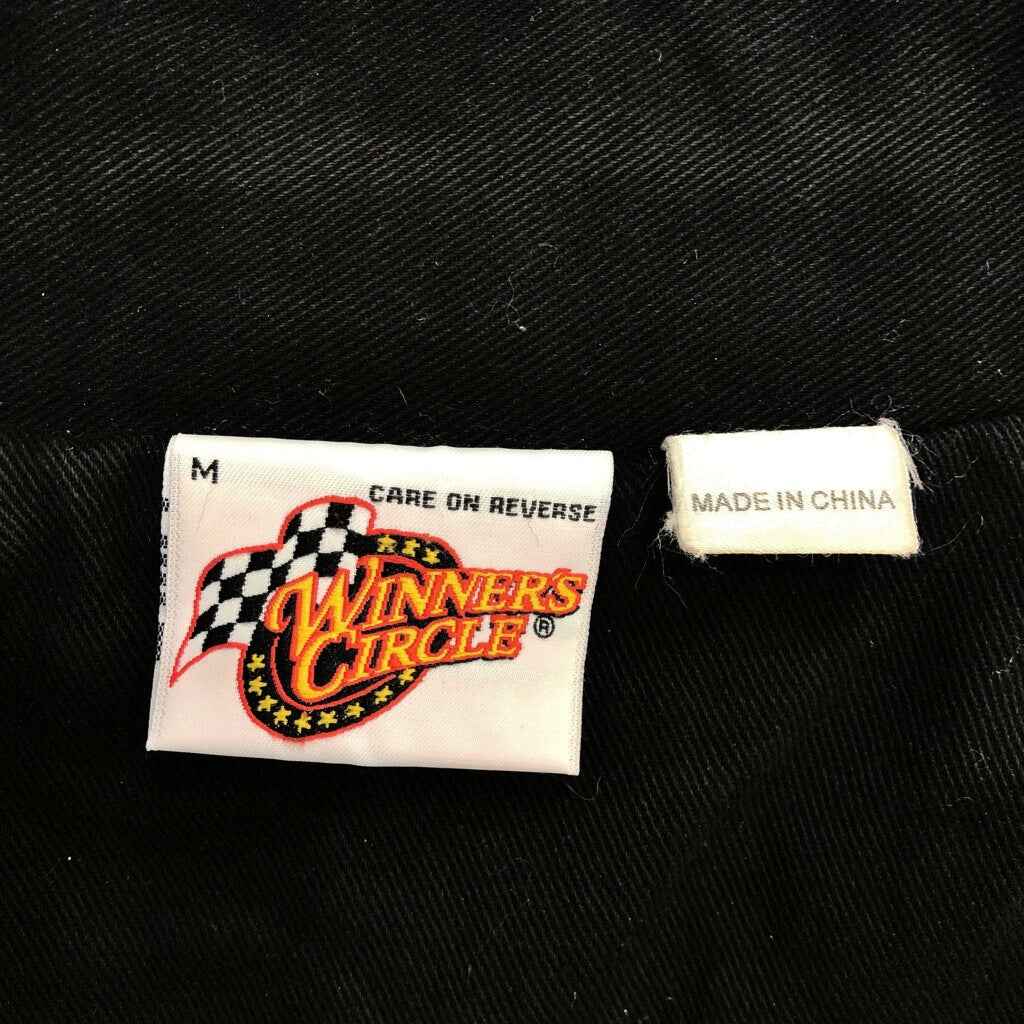 M
CARE ON REVERSE
WINNER'S
CIRCLE ®
MADE IN CHINA